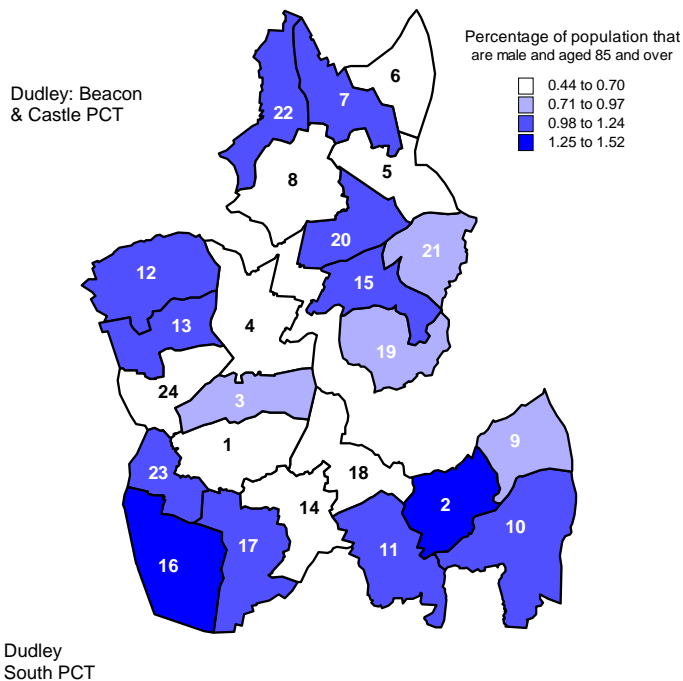 Percentage of population that
are male and aged 85 and over
0.44 to 0.70
0.71 to 0.97
0.98 to 1.24
1.25 to 1.52
Dudley: Beacon
& Castle PCT
6
7
22
5
8
20
21
12
15
13
4
19
24
3
9
1
23
18
2
14
10
17
11
16
Dudley
South PCT